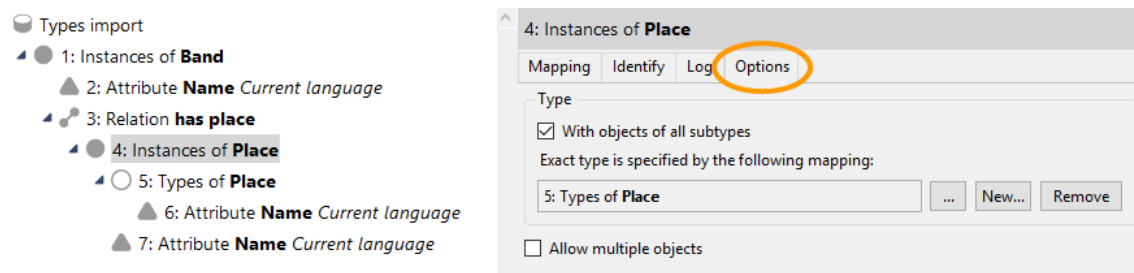 Types import
1: Instances of Band
2: Attribute Name Current language
3: Relation has place
4: Instances of Place
5: Types of Place
6: Attribute Name Current language
7: Attribute Name Current language
4: Instances of Place
Mapping Identify Log Options
Type
With objects of all subtypes
Exact type is specified by the following mapping:
5: Types of Place ... New... Remove
Allow multiple objects